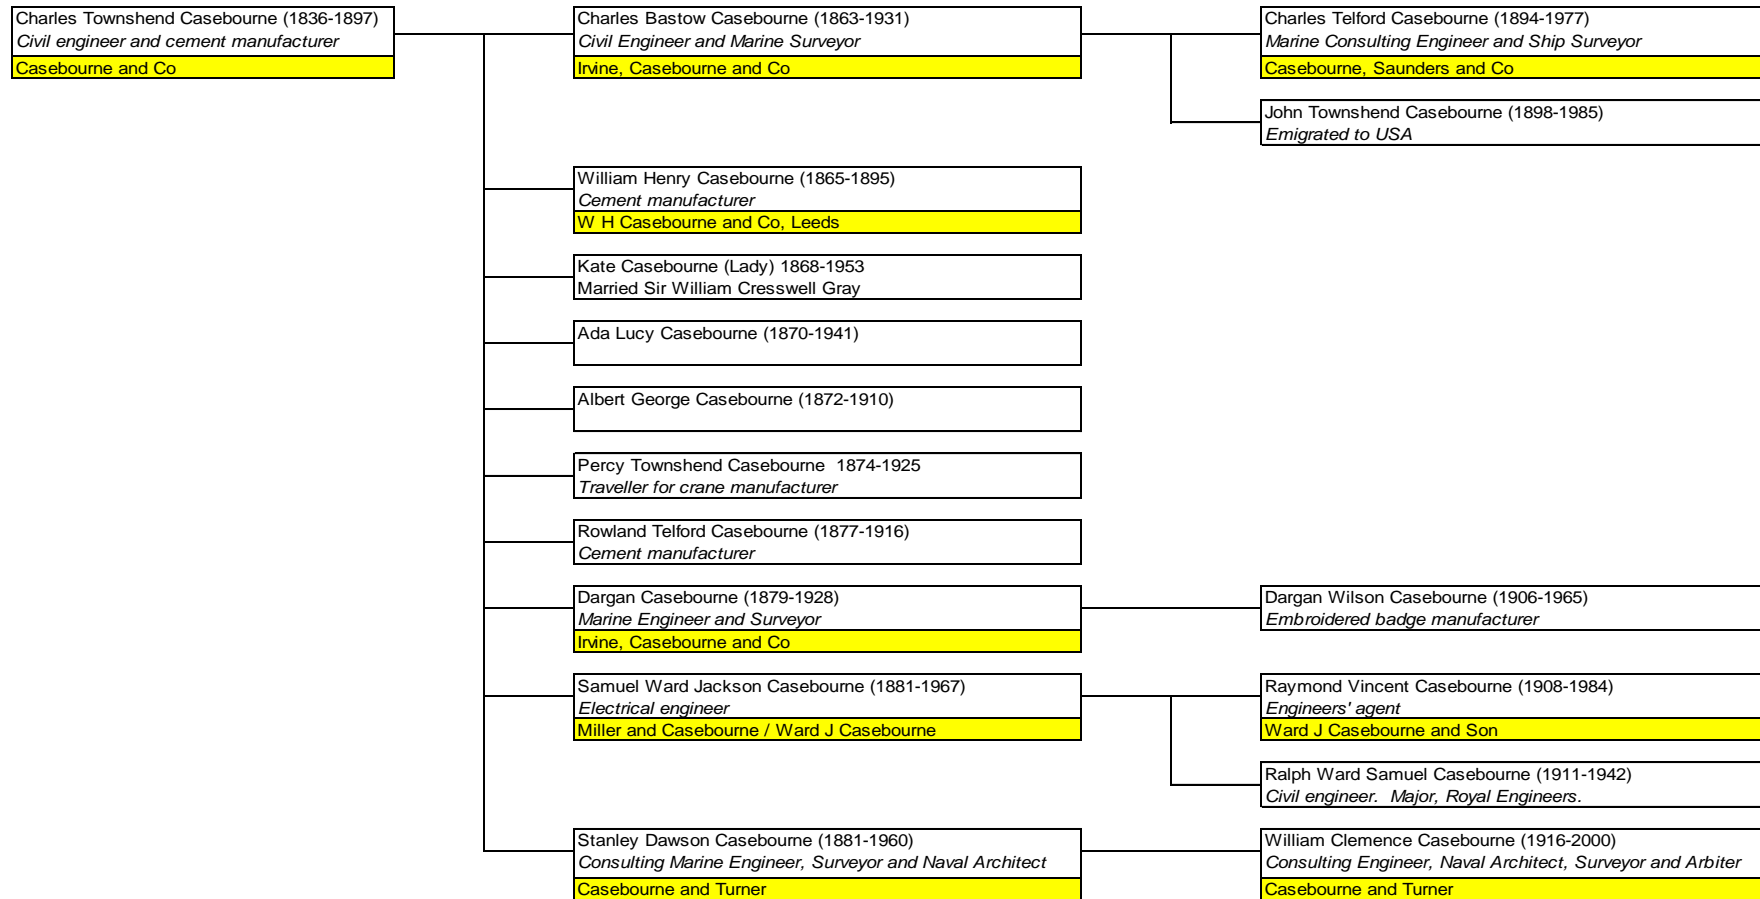 Charles Townshend Casebourne (1836-1897)
Civil engineer and cement manufacturer
Casebourne and Co
Charles Bastow Casebourne (1863-1931)
Civil Engineer and Marine Surveyor
Irvine, Casebourne and Co
Charles Telford Casebourne (1894-1977)
Marine Consulting Engineer and Ship Surveyor
Casebourne, Saunders and Co
John Townshend Casebourne (1898-1985)
Emigrated to USA
William Henry Casebourne (1865-1895)
Cement manufacturer
W H Casebourne and Co, Leeds
Kate Casebourne (Lady) 1868-1953
Married Sir William Cresswell Gray
Ada Lucy Casebourne (1870-1941)
Albert George Casebourne (1872-1910)
Percy Townshend Casebourne 1874-1925
Traveller for crane manufacturer
Rowland Telford Casebourne (1877-1916)
Cement manufacturer
Dargan Casebourne (1879-1928)
Marine Engineer and Surveyor
Irvine, Casebourne and Co
Dargan Wilson Casebourne (1906-1965)
Embroidered badge manufacturer
Samuel Ward Jackson Casebourne (1881-1967)
Electrical engineer
Miller and Casebourne / Ward J Casebourne
Raymond Vincent Casebourne (1908-1984)
Engineers' agent
Ward J Casebourne and Son
Ralph Ward Samuel Casebourne (1911-1942)
Civil engineer. Major, Royal Engineers.
Stanley Dawson Casebourne (1881-1960)
Consulting Marine Engineer, Surveyor and Naval Architect
Casebourne and Turner
William Clemence Casebourne (1916-2000)
Consulting Engineer, Naval Architect, Surveyor and Arbiter
Casebourne and Turner